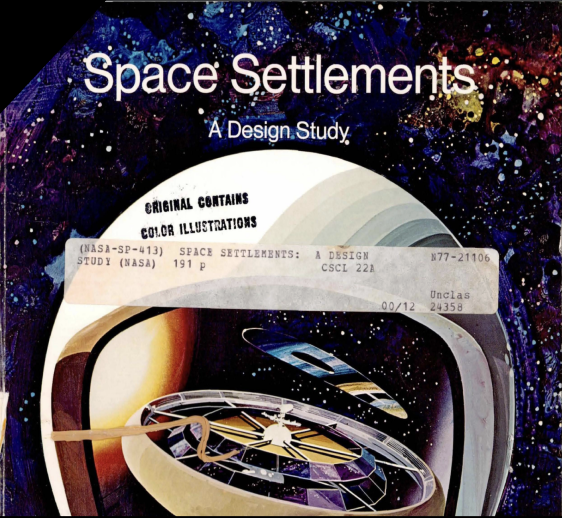 Space Settlements
A Design Study
ORIGINAL CONTAINS
COLOR ILLUSTRATIONS
(NASA-SP-413) SPACE SETTLEMENTS: A DESIGN N77-21106
STUDY (NASA) 191 p CSCL 22A
Unclas
00/12 24358